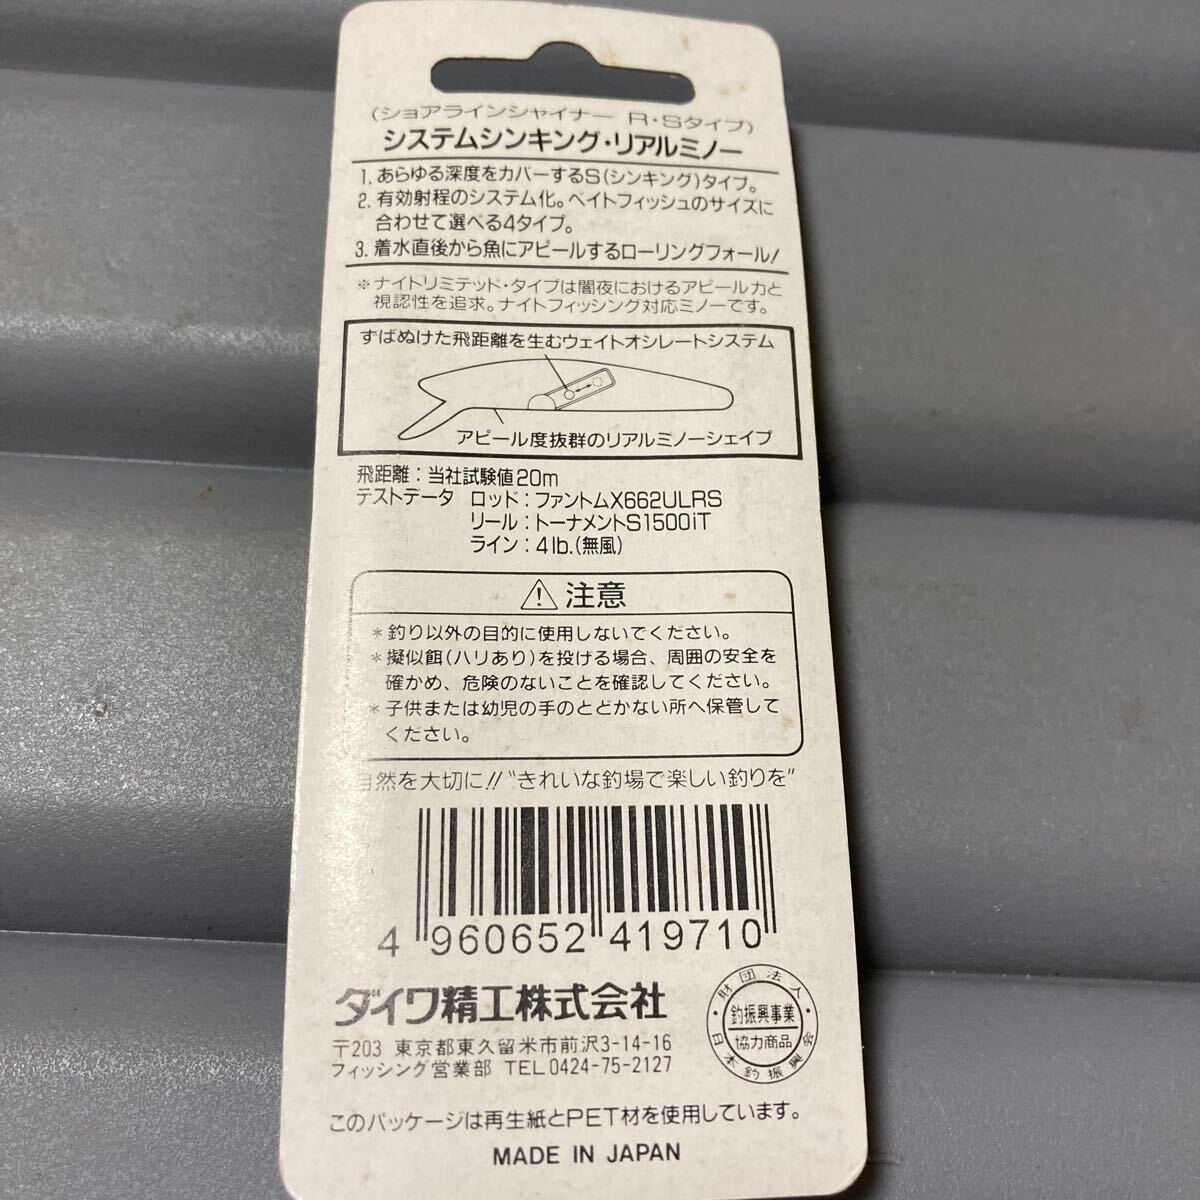 (ショアラインシャイナー R・Sタイプ)
システムシンキング・リアルミノー
1. あらゆる深度をカバーするS(シンキング)タイプ。
2. 有効射程のシステム化。ベイトフィッシュのサイズに
合わせて選べる4タイプ。
3. 着水直後から魚にアピールするローリングフォール!
※ナイトリミテッド・タイプは闇夜におけるアピール力と
視認性を追求。ナイトフィッシング対応ミノーです。
ずばぬけた飛距離を生むウェイトオシレートシステム
アピール度抜群のリアルミノーシェイプ
飛距離:当社試験値20m
テストデータ ロッド:ファントムX662ULRS
リール:トーナメントS1500iT
ライン:4lb.(無風)
注意
*釣り以外の目的に使用しないでください。
*擬似餌(ハリあり)を投げる場合、周囲の安全を
確かめ、危険のないことを確認してください。
*子供または幼児の手のとどかない所へ保管して
ください。
自然を大切に!!"きれいな釣場で楽しい釣りを"
4 960652 419710
ダイワ精工株式会社
〒203 東京都東久留米市前沢3-14-16
フィッシング営業部 TEL0424-75-2127
財団法人
釣振興事業
協力商品
日本釣振興会
このパッケージは再生紙とPET材を使用しています。
MADE IN JAPAN